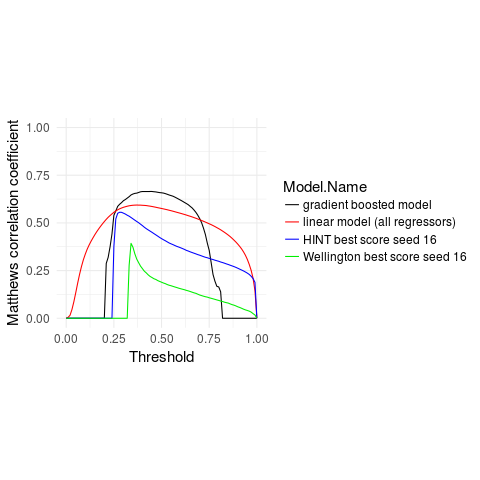 Matthews correlation coefficient
1.00
0.75
0.50
0.25
0.00
0.00 0.25 0.50 0.75 1.00
Threshold
Model.Name
gradient boosted model
linear model (all regressors)
HINT best score seed 16
Wellington best score seed 16